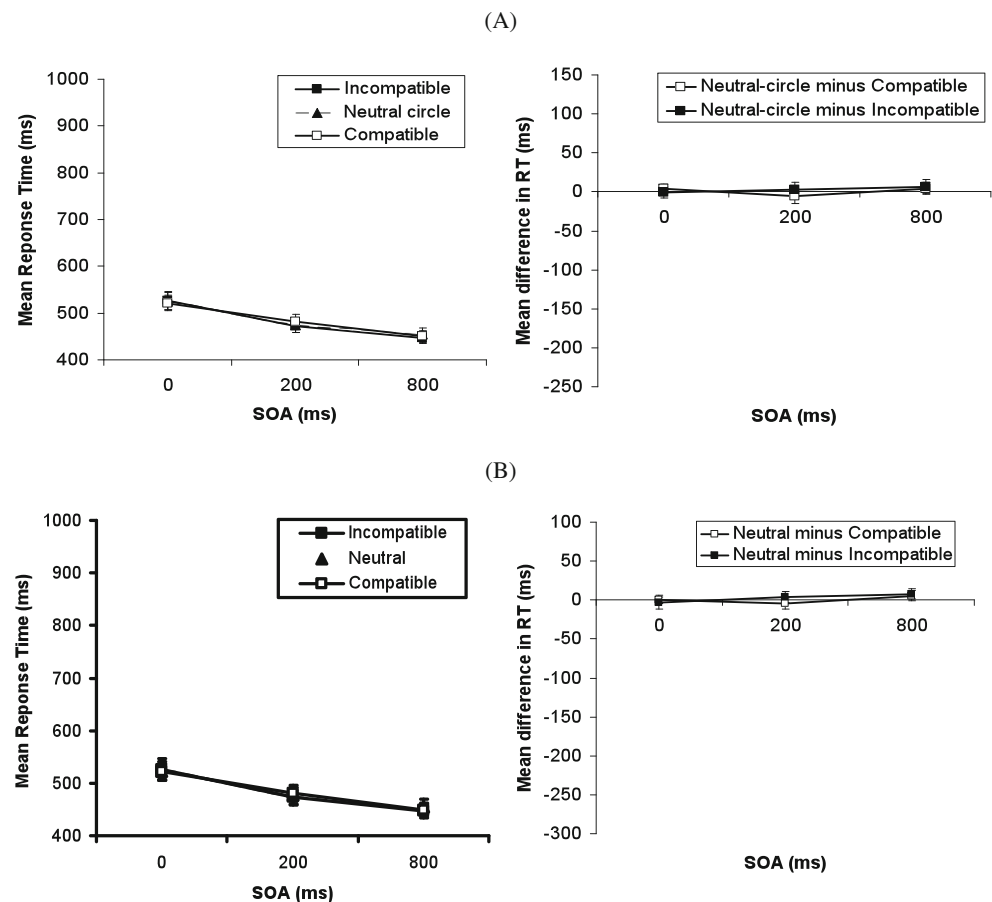 (A)
1000
900
800
700
600
500
400
Mean Reponse Time (ms)
Incompatible
Neutral circle
Compatible
0 200 800
SOA (ms)
150
100
50
0
-50
-100
-150
-200
-250
Mean difference in RT (ms)
Neutral-circle minus Compatible
Neutral-circle minus Incompatible
0 200 800
SOA (ms)
(B)
1000
900
800
700
600
500
400
Mean Reponse Time (ms)
Incompatible
Neutral
Compatible
0 200 800
SOA (ms)
100
50
0
-50
-100
-150
-200
-250
-300
Mean difference in RT (ms)
Neutral minus Compatible
Neutral minus Incompatible
0 200 800
SOA (ms)